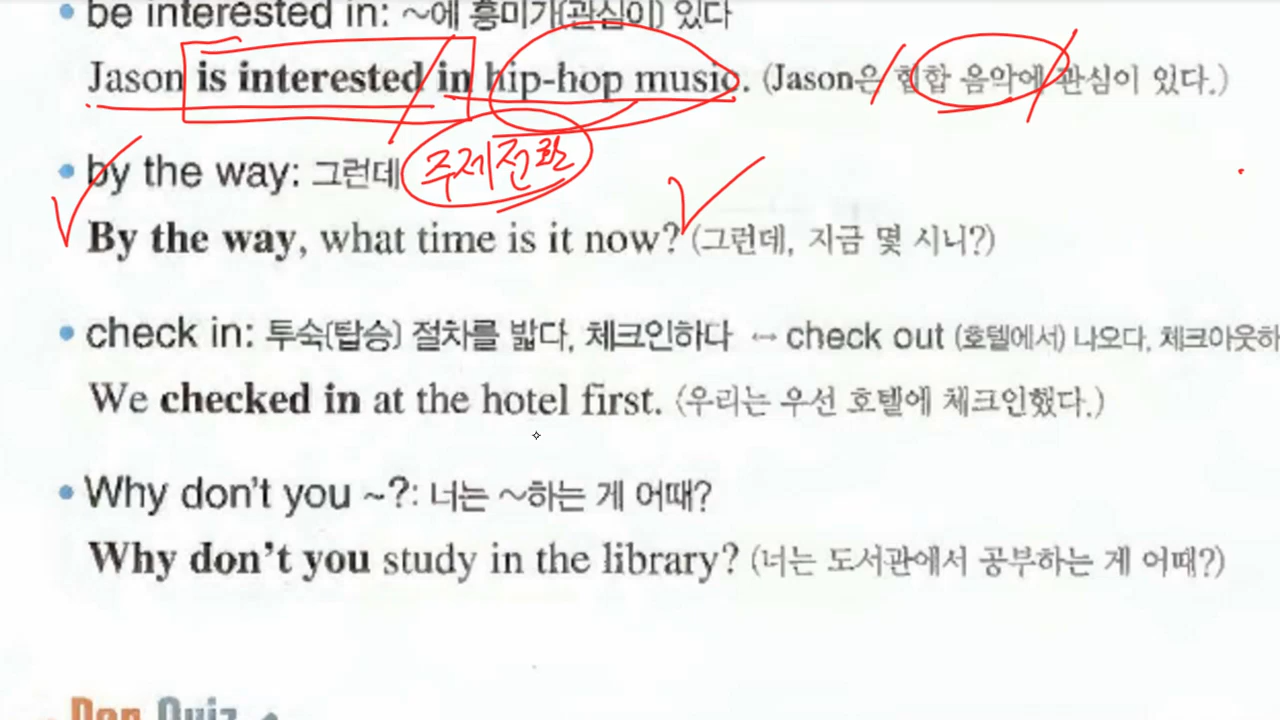 be interested in: ~에 흥미가(관심이) 있다
Jason is interested in hip-hop music. (Jason은 힙합 음악에 관심이 있다.)
by the way: 그런데 주제전환
By the way, what time is it now? (그런데, 지금 몇 시니?)
check in: 투숙(탑승) 절차를 밟다, 체크인하다 ↔ check out (호텔에서) 나오다, 체크아웃하
We checked in at the hotel first. (우리는 우선 호텔에 체크인했다.)
Why don't you ~?: 너는 ~하는 게 어때?
Why don't you study in the library? (너는 도서관에서 공부하는 게 어때?)
Pop Quiz